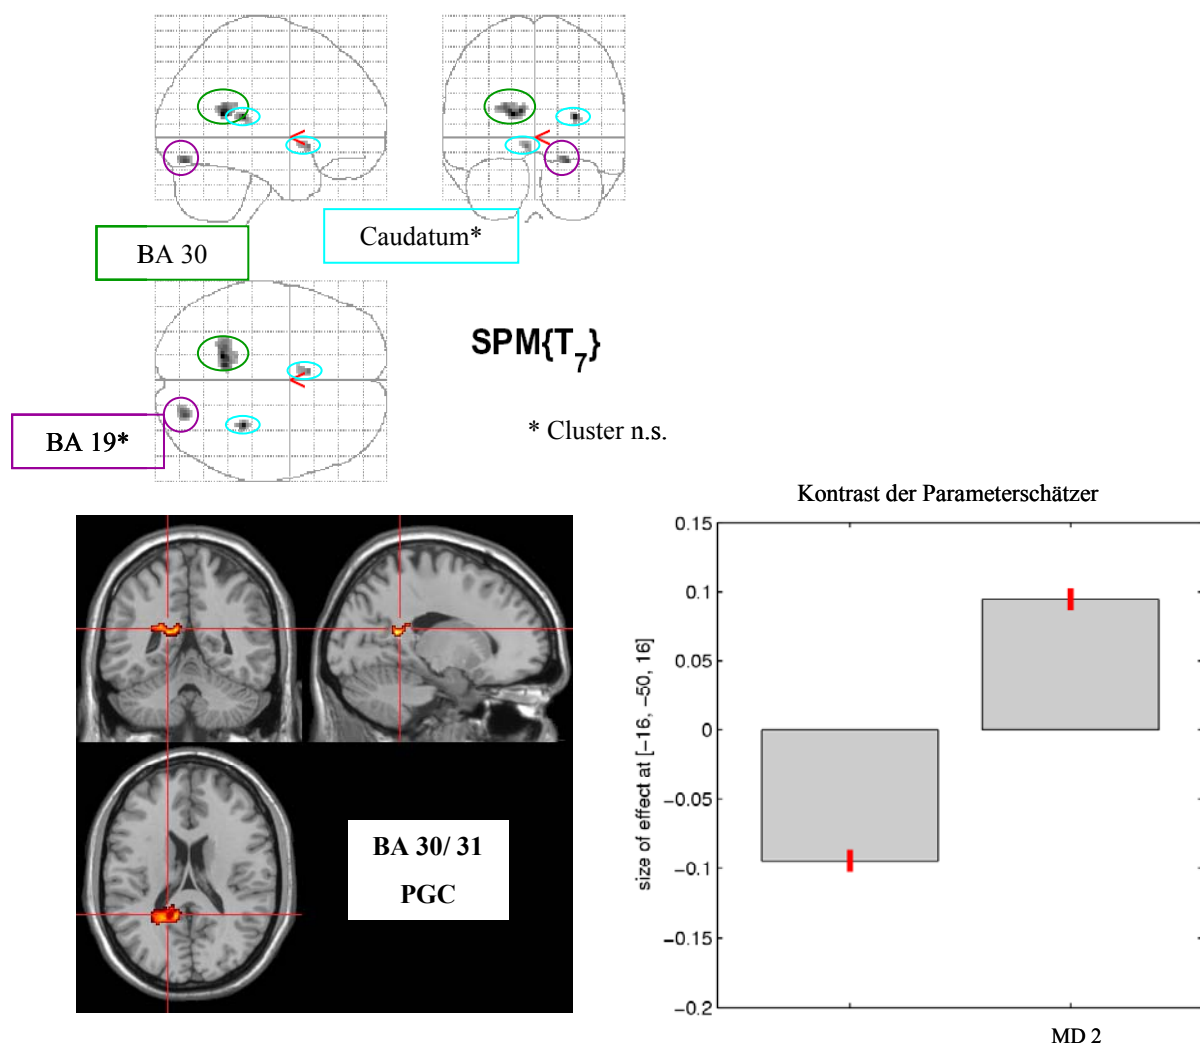 BA 30
Caudatum*
SPM{T7}
BA 19*
* Cluster n.s.
Kontrast der Parameterschätzer
BA 30/ 31
PGC
size of effect at [−16, −50, 16]
0.15
0.1
0.05
0
−0.05
−0.1
−0.15
−0.2
MD 2